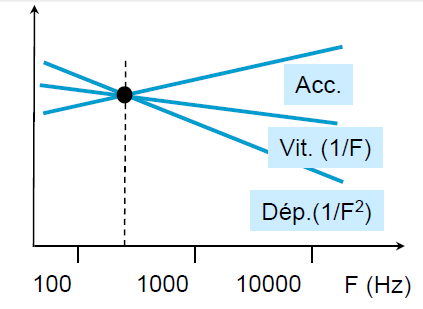 Acc.
Vit. (1/F)
Dép.(1/F²)
100 1000 10000 F (Hz)